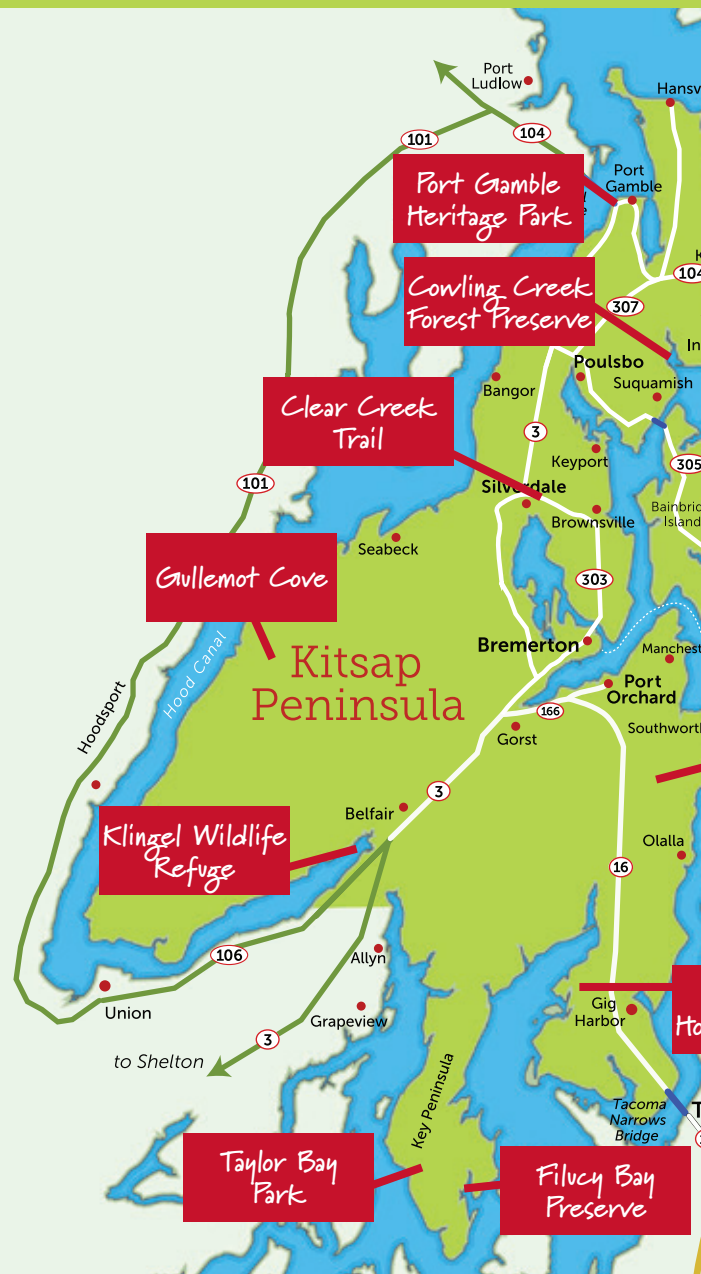 Port
Ludlow
Hansv
101
104
Port Gamble
Heritage Park
Port
Gamble
104
Cowling Creek
Forest Preserve
307
In
Poulsbo
Suquamish
Bangor
Clear Creek
Trail
3
Keyport
305
101
Silverdale
Bainbrid
Island
Brownsville
Seabeck
Gullemot Cove
303
Hood Canal
Kitsap
Peninsula
Bremerton
Manchest
Port
Orchard
Hoodsport
166
Gorst
Southwort
3
Belfair
Klingel Wildlife
Refuge
Olalla
16
106
Allyn
Union
Grapeview
Gig
Harbor
Ho
3
to Shelton
Key Peninsula
Tacoma
Narrows
Bridge
T
Taylor Bay
Park
Filucy Bay
Preserve